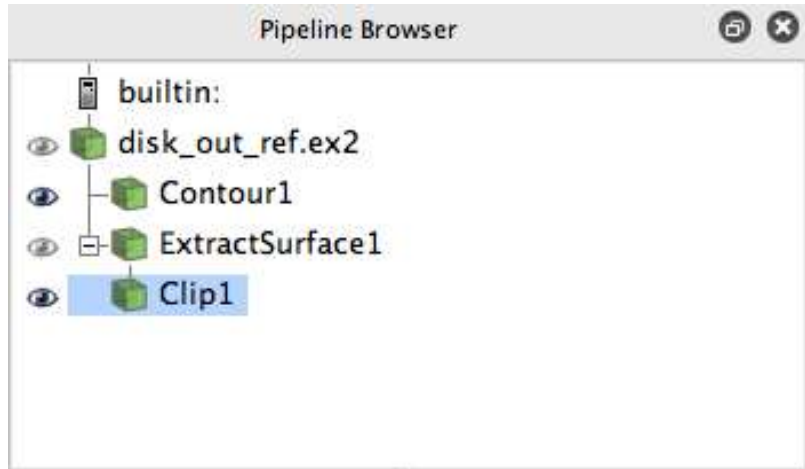 Pipeline Browser
builtin:
disk_out_ref.ex2
Contour1
ExtractSurface1
Clip1